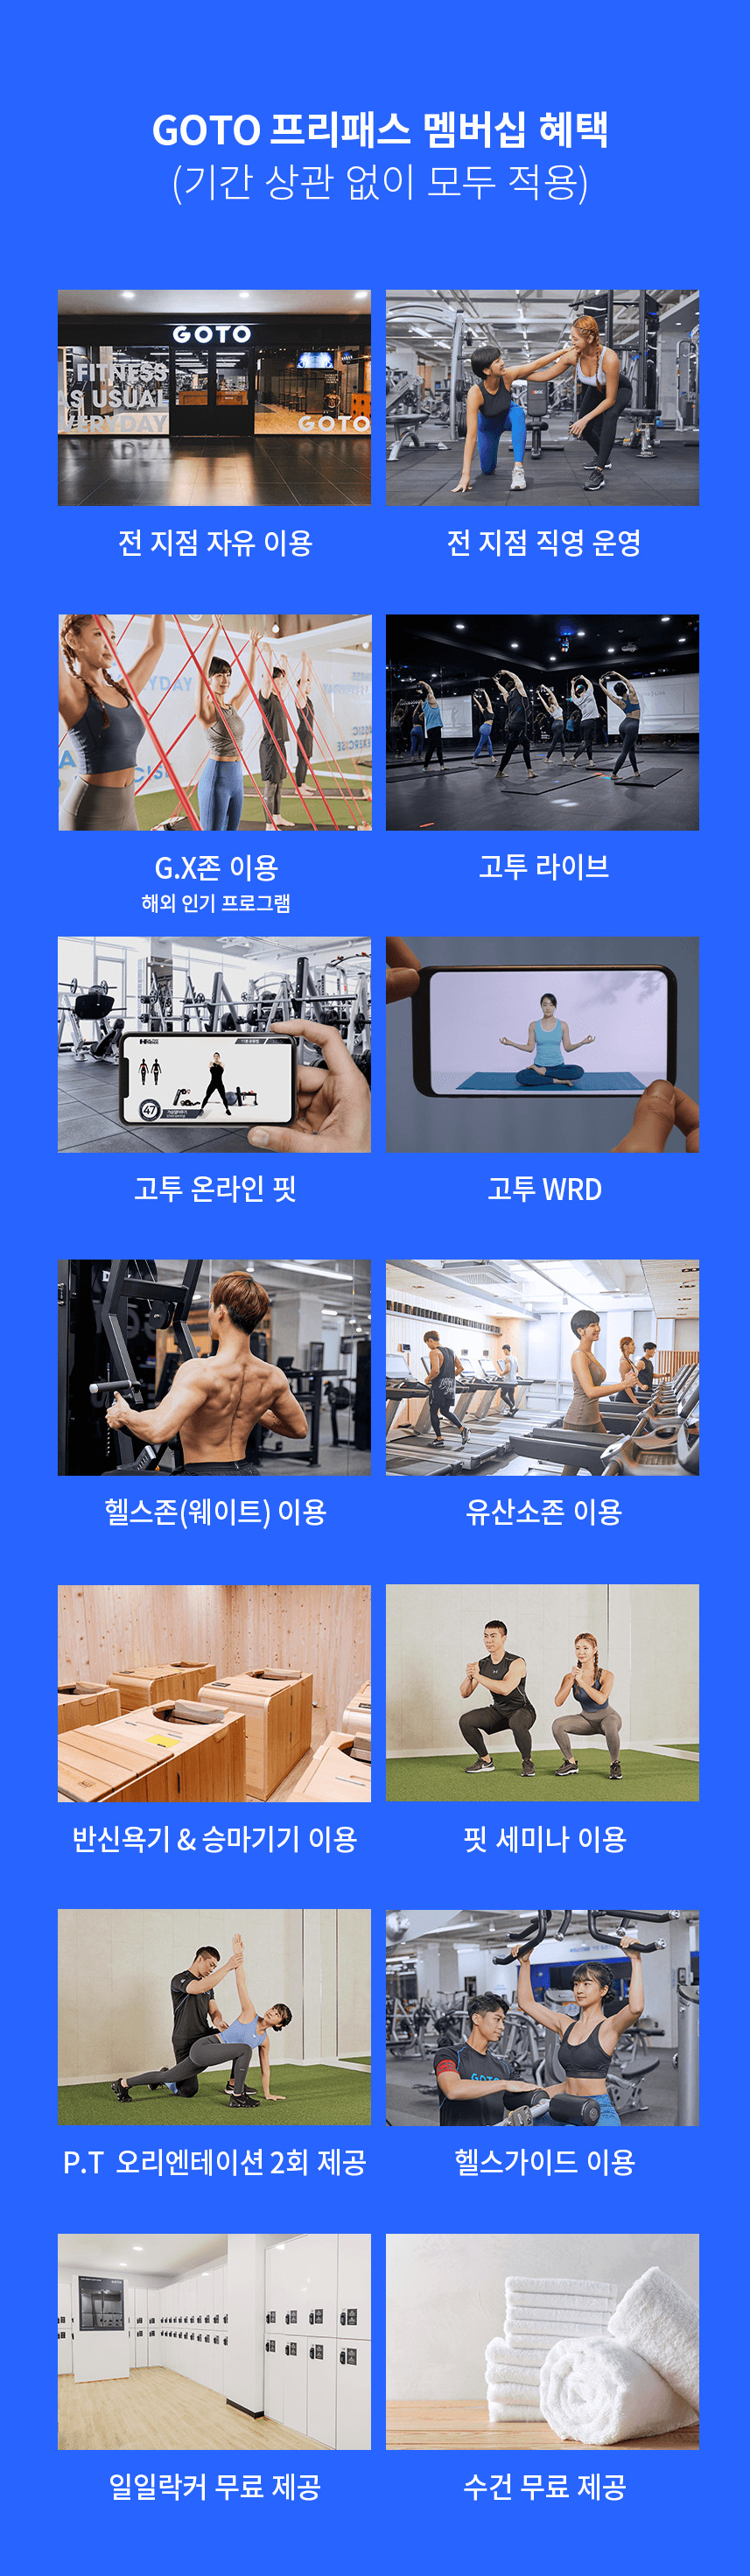 GOTO 프리패스 멤버십 혜택
(기간 상관 없이 모두 적용)
GOTO
FITNESS
AS USUAL
VERYDAY
GOTO
전 지점 자유 이용
전 지점 직영 운영
YDAY
G.X존 이용
해외 인기 프로그램
고투 라이브
47
고투 온라인 핏
고투 WRD
헬스존(웨이트) 이용
유산소존 이용
반신욕기 & 승마기기 이용
핏 세미나 이용
P.T 오리엔테이션 2회 제공
GOTO
헬스가이드 이용
일일락커 무료 제공
수건 무료 제공